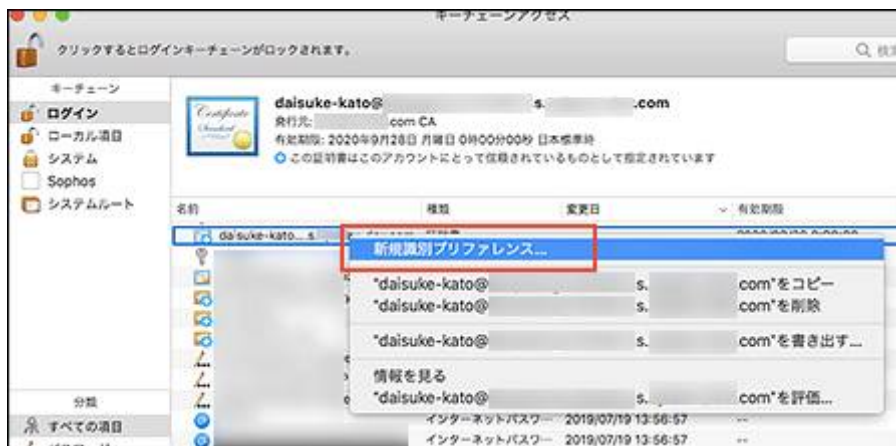 キーチェーンアクセス
クリックするとログインキーチェーンがロックされます。
キーチェーン
ログイン
ローカル項目
システム
Sophos
システムルート
Certificate
Standard
daisuke-kato@ s. .com
発行元: .com CA
有効期限: 2020年9月28日 月曜日 0時00分00秒 日本標準時
この証明書はこのアカウントにとって信頼されているものとして指定されています
名前 種類 変更日 有効期限
daisuke-kato... s.
新規識別プリファレンス...
"daisuke-kato@ s. .com"をコピー
"daisuke-kato@ s. .com"を削除
"daisuke-kato@ s. .com"を書き出す...
情報を見る
"daisuke-kato@ s. .com"を評価...
分類
すべての項目
インターネットパスワ… 2019/07/19 13:56:57 --
インターネットパスワ… 2019/07/19 13:56:57 --